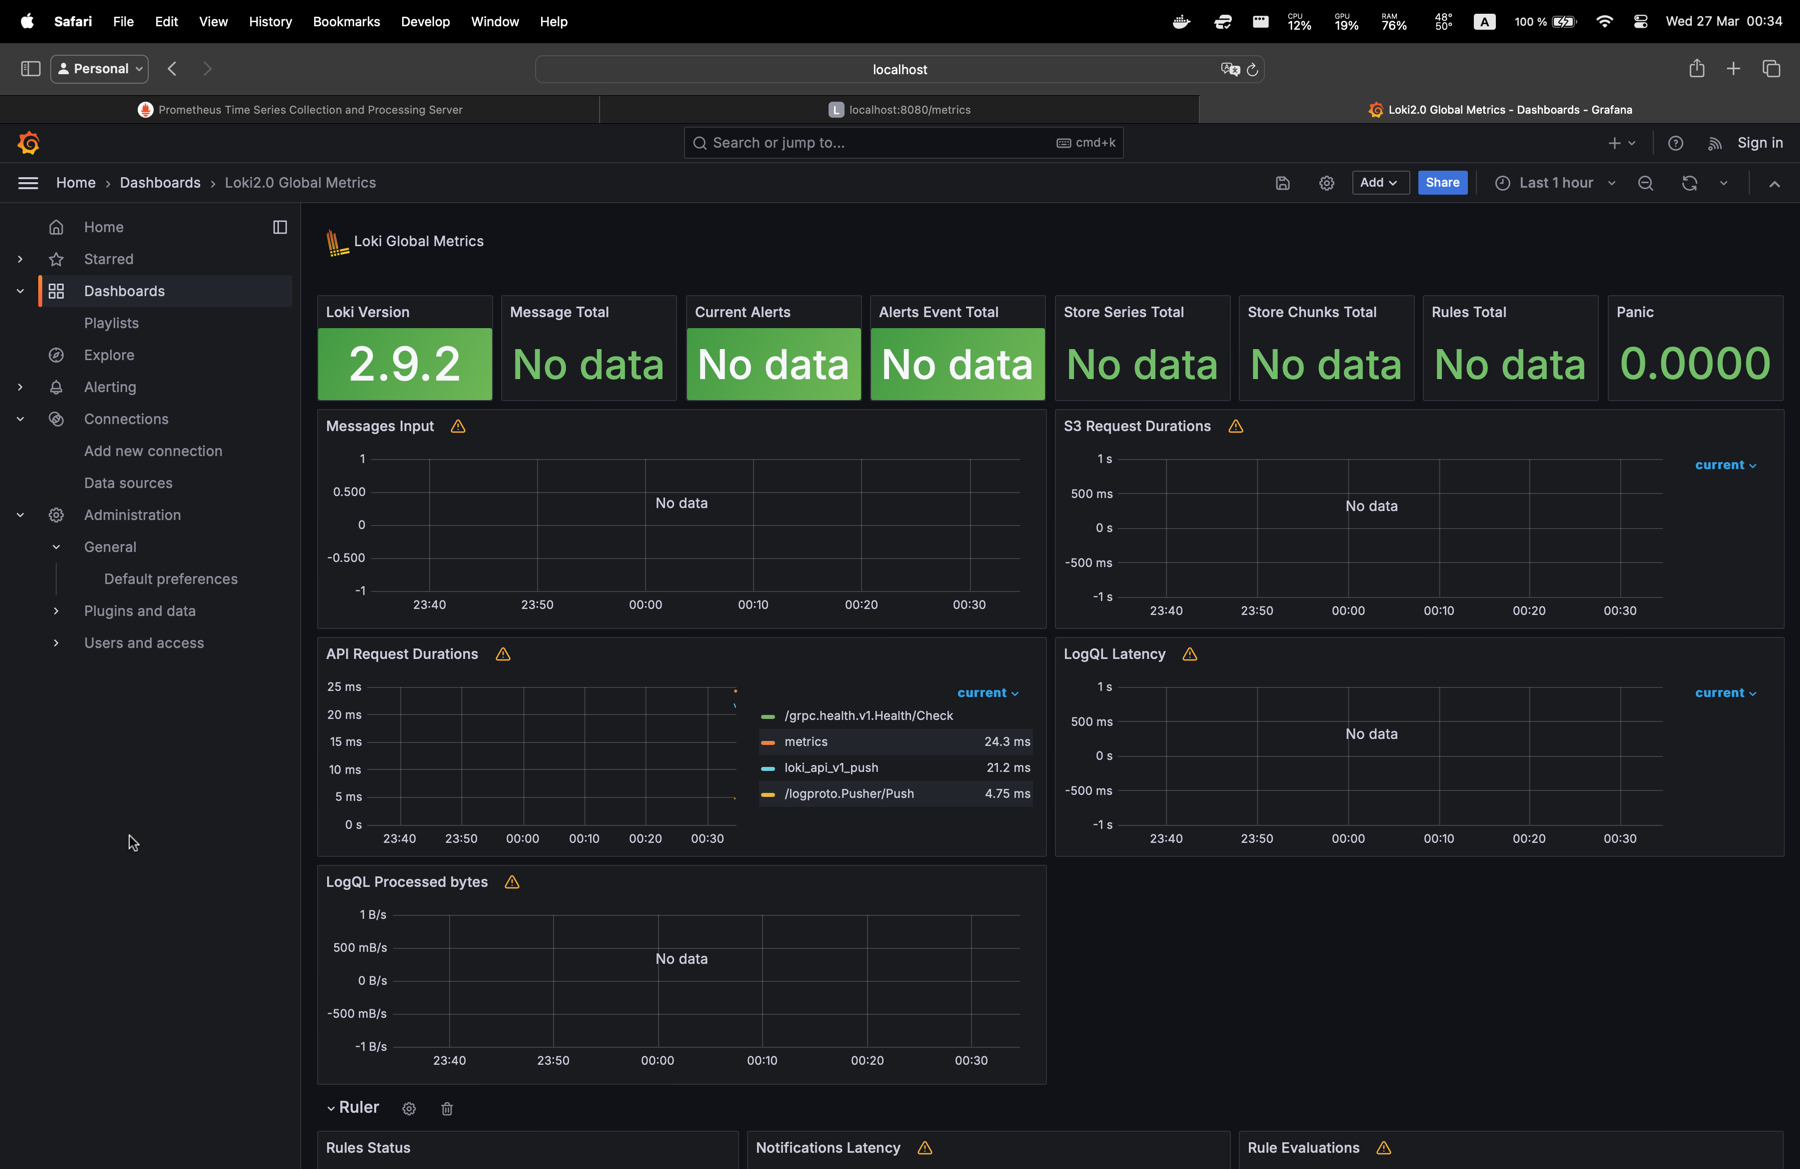 Safari File Edit View History Bookmarks Develop Window Help
CPU 12% GPU 19% RAM 76% 48° 50° A 100 % Wed 27 Mar 00:34
Personal
localhost
Prometheus Time Series Collection and Processing Server
L localhost:8080/metrics
Loki2.0 Global Metrics - Dashboards - Grafana
Search or jump to... cmd+k
Sign in
Home › Dashboards › Loki2.0 Global Metrics
Add Share Last 1 hour
Home
Starred
Dashboards
Playlists
Explore
Alerting
Connections
Add new connection
Data sources
Administration
General
Default preferences
Plugins and data
Users and access
Loki Global Metrics
Loki Version
2.9.2
Message Total
No data
Current Alerts
No data
Alerts Event Total
No data
Store Series Total
No data
Store Chunks Total
No data
Rules Total
No data
Panic
0.0000
Messages Input
1
0.500
0
-0.500
-1
No data
23:40 23:50 00:00 00:10 00:20 00:30
S3 Request Durations
1 s
500 ms
0 s
-500 ms
-1 s
No data
current
23:40 23:50 00:00 00:10 00:20 00:30
API Request Durations
25 ms
20 ms
15 ms
10 ms
5 ms
0 s
23:40 23:50 00:00 00:10 00:20 00:30
current
/grpc.health.v1.Health/Check
metrics 24.3 ms
loki_api_v1_push 21.2 ms
/logproto.Pusher/Push 4.75 ms
LogQL Latency
1 s
500 ms
0 s
-500 ms
-1 s
No data
current
23:40 23:50 00:00 00:10 00:20 00:30
LogQL Processed bytes
1 B/s
500 mB/s
0 B/s
-500 mB/s
-1 B/s
No data
23:40 23:50 00:00 00:10 00:20 00:30
Ruler
Rules Status
Notifications Latency
Rule Evaluations